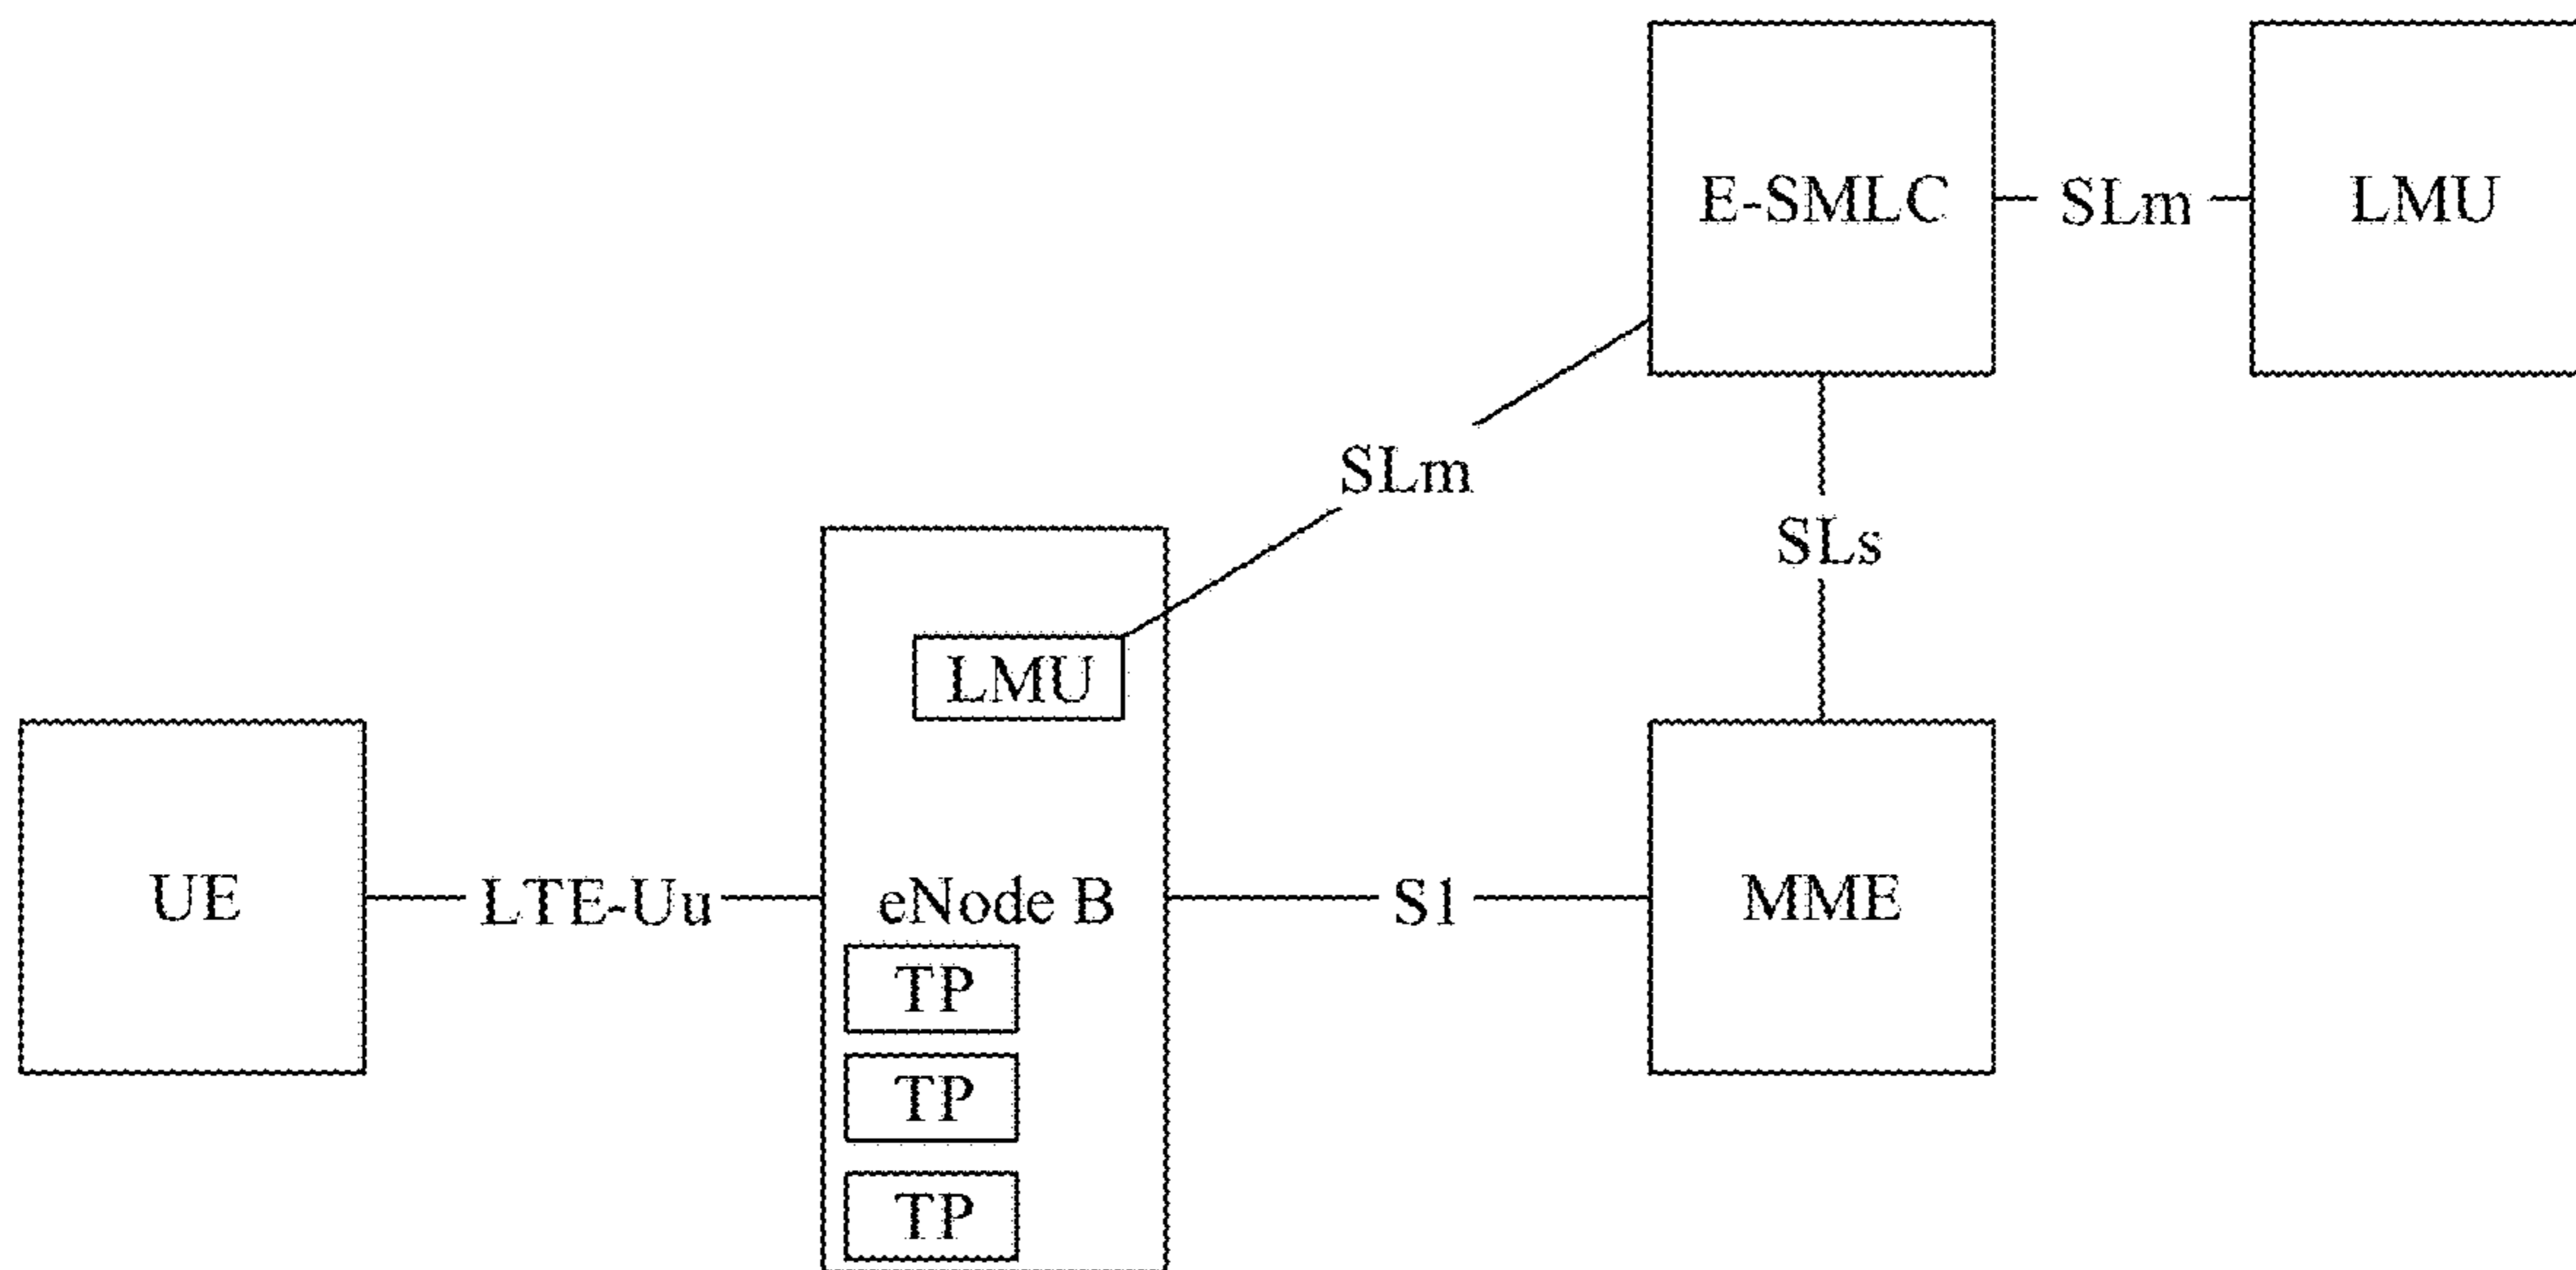 E-SMLC
SLm
LMU
SLm
SLs
LMU
UE
LTE-Uu
eNode B
S1
MME
TP
TP
TP